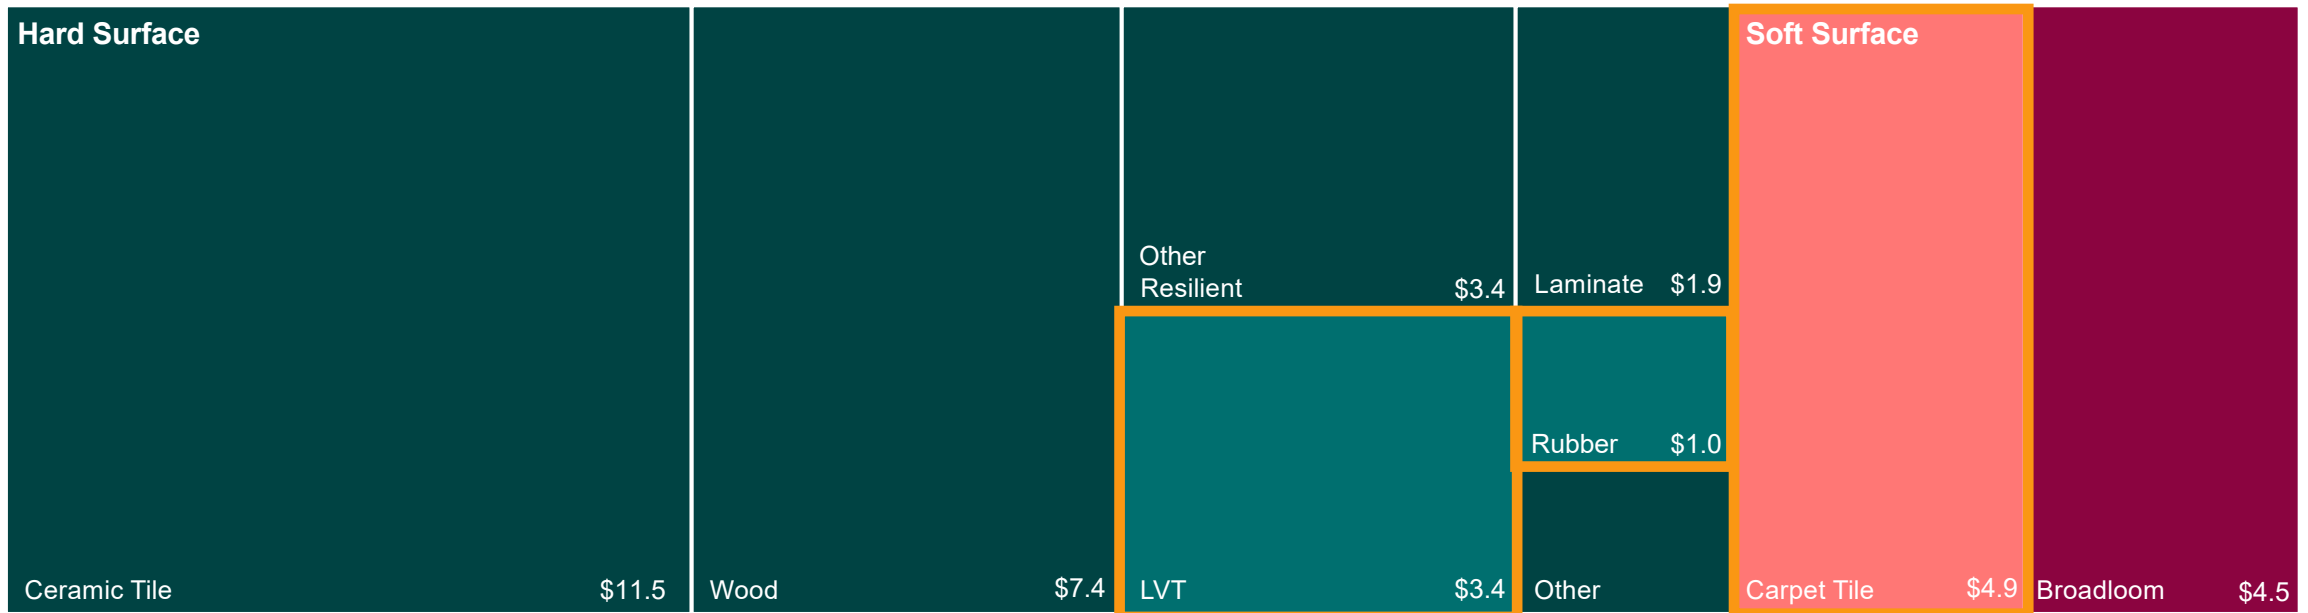 Hard Surface
Ceramic Tile $11.5
Wood $7.4
Other
Resilient $3.4
LVT $3.4
Laminate $1.9
Rubber $1.0
Other
Soft Surface
Carpet Tile $4.9
Broadloom $4.5